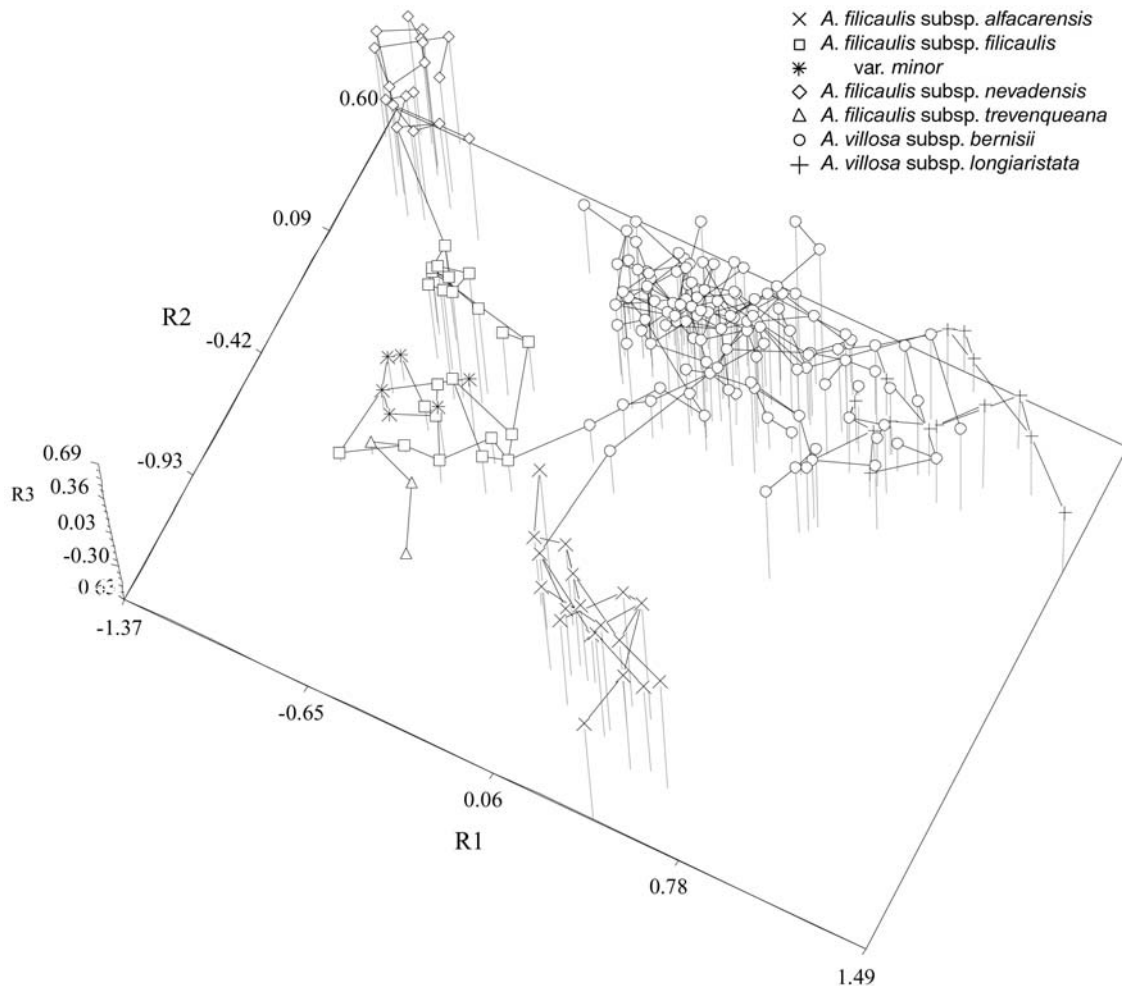 A. filicaulis subsp. alfacarensis
A. filicaulis subsp. filicaulis
var. minor
A. filicaulis subsp. nevadensis
A. filicaulis subsp. trevenqueana
A. villosa subsp. bernisii
A. villosa subsp. longiaristata
0.60
0.09
R2
-0.42
-0.93
0.69
R3
0.36
0.03
-0.30
-1.37
-0.65
0.06
R1
0.78
1.49